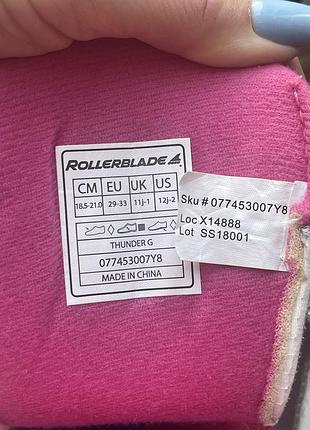 ROLLERBLADE
CM EU UK US
18.5-21.0 29-33 11j-1 12j-2
THUNDER G
077453007Y8
MADE IN CHINA
Sku # 077453007Y8
Loc X14888
Lot SS18001